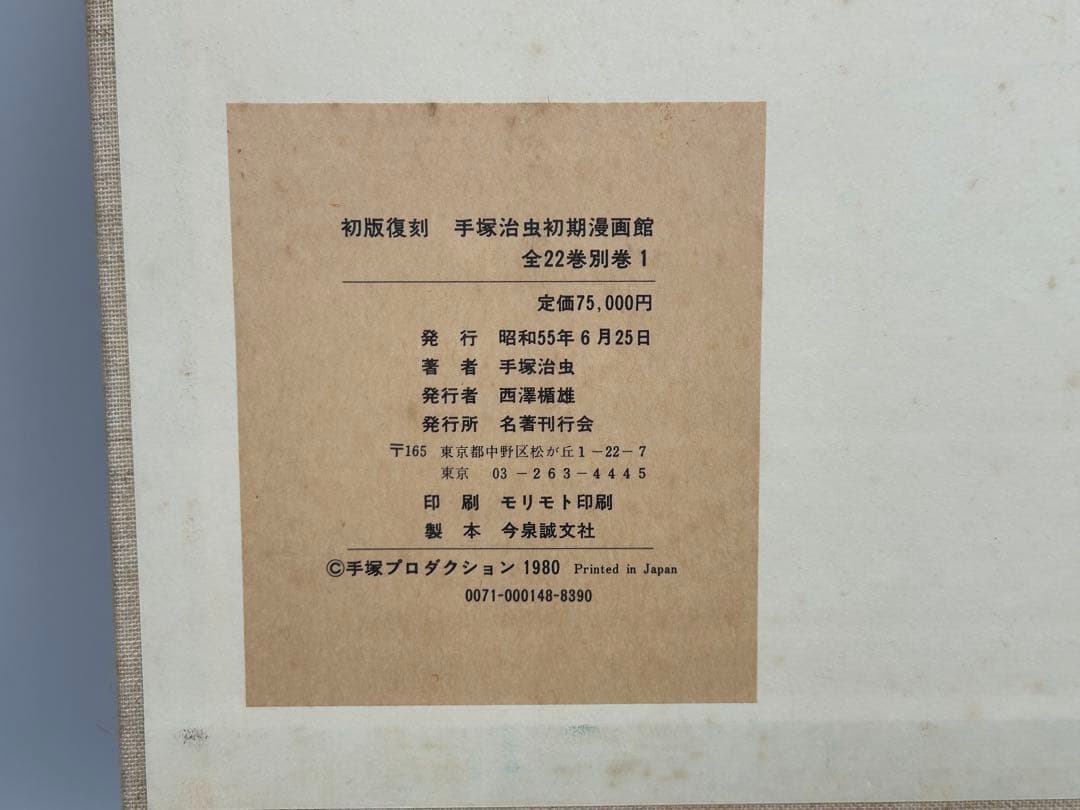 初版復刻　手塚治虫初期漫画館
全22巻別巻1
定価75,000円
発　行　昭和55年6月25日
著　者　手塚治虫
発行者　西澤楯雄
発行所　名著刊行会
〒165　東京都中野区松が丘1－22－7
東京　03－263－4445
印　刷　モリモト印刷
製　本　今泉誠文社
©手塚プロダクション 1980　Printed in Japan
0071-000148-8390